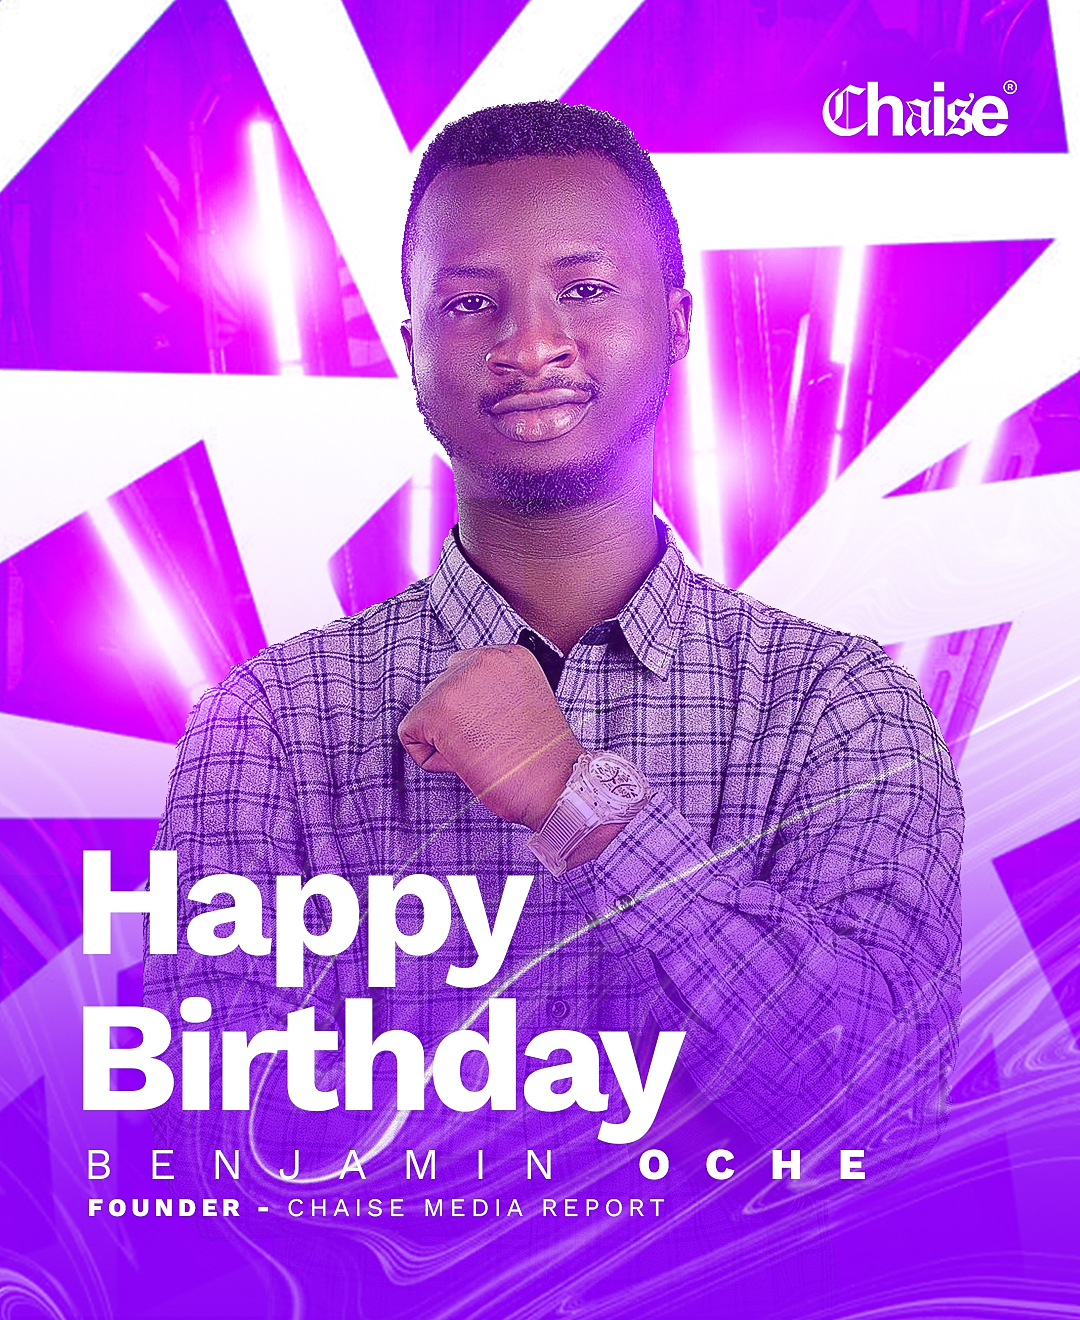 Chaise®
Happy
Birthday
BENJAMIN OCHE
FOUNDER - CHAISE MEDIA REPORT